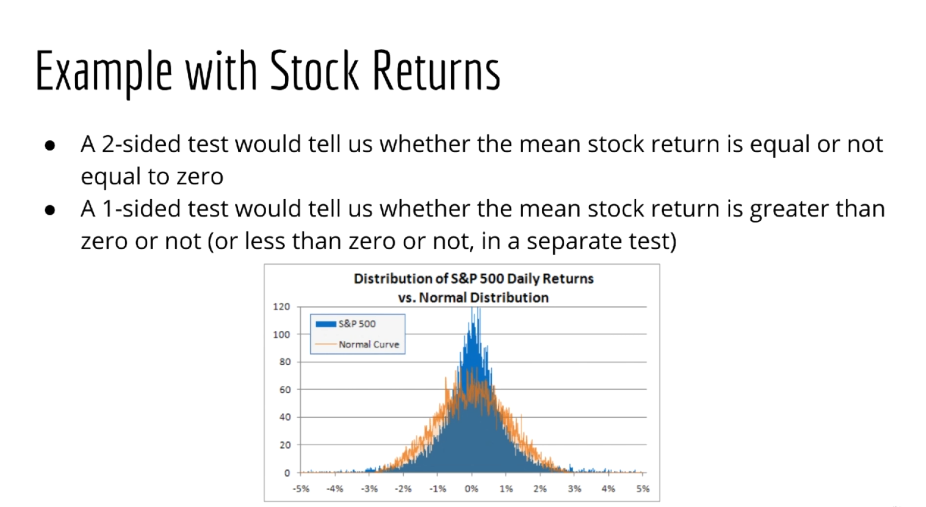 Example with Stock Returns
● A 2-sided test would tell us whether the mean stock return is equal or not
equal to zero
● A 1-sided test would tell us whether the mean stock return is greater than
zero or not (or less than zero or not, in a separate test)
Distribution of S&P 500 Daily Returns
vs. Normal Distribution
120
S&P 500
100
Normal Curve
80
60
40
20
0
-5% -4% -3% -2% -1% 0% 1% 2% 3% 4% 5%